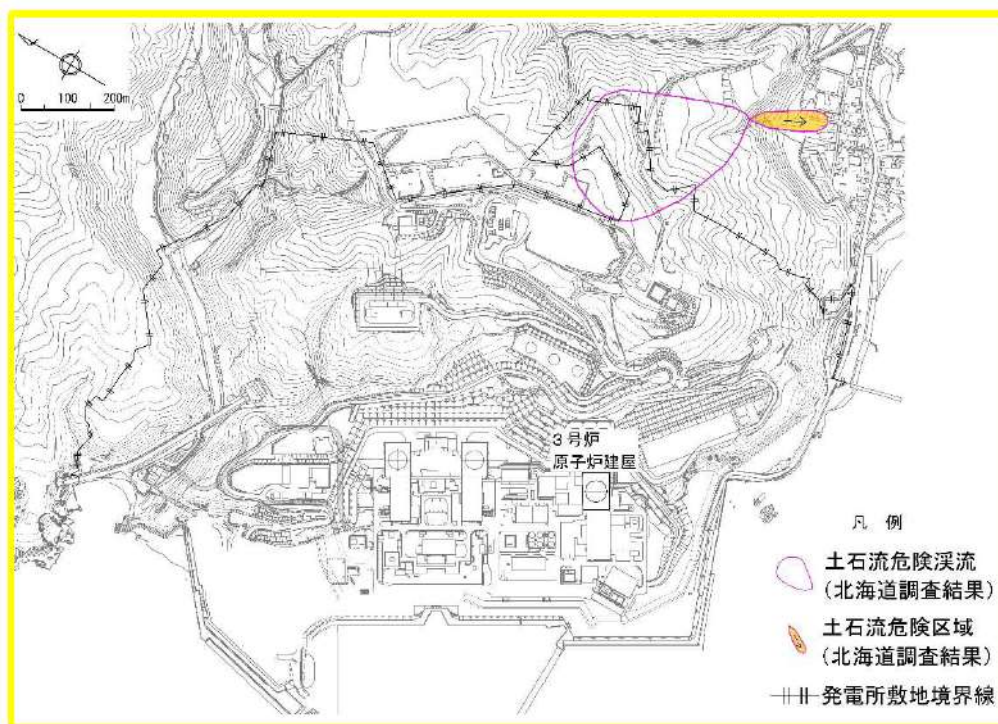 0 100 200m
3号炉
原子炉建屋
凡例
土石流危険渓流
(北海道調査結果)
土石流危険区域
(北海道調査結果)
発電所敷地境界線